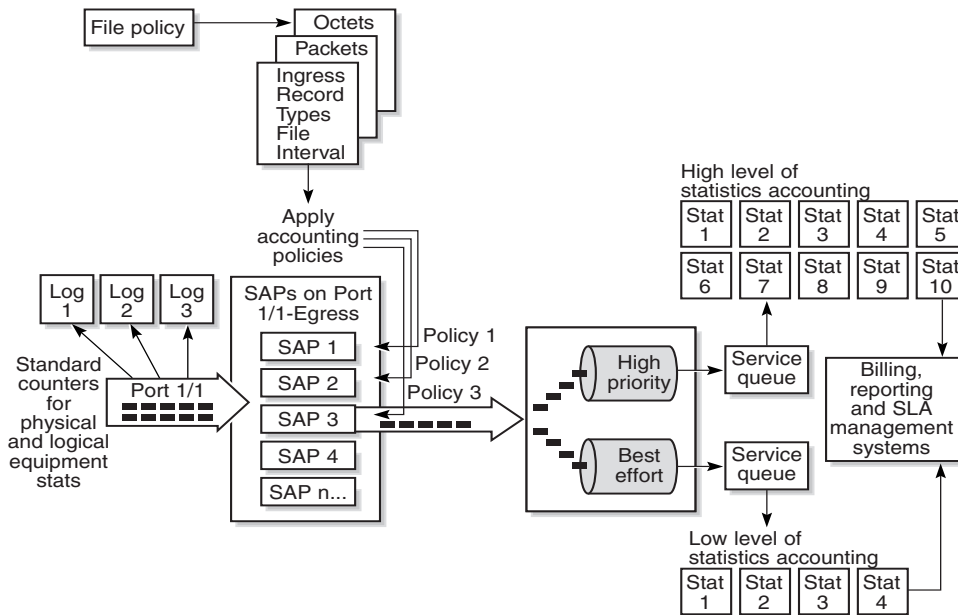 File policy
Octets
Packets
Ingress
Record
Types
File
Interval
Apply
accounting
policies
High level of
statistics accounting
Stat
1
Stat
2
Stat
3
Stat
4
Stat
5
Stat
6
Stat
7
Stat
8
Stat
9
Stat
10
Log
1
Log
2
Log
3
SAPs on Port
1/1-Egress
SAP 1
SAP 2
SAP 3
SAP 4
SAP n...
Policy 1
Policy 2
Policy 3
Standard
counters
for
physical
and logical
equipment
stats
Port 1/1
High
priority
Best
effort
Service
queue
Service
queue
Billing,
reporting
and SLA
management
systems
Low level of
statistics accounting
Stat
1
Stat
2
Stat
3
Stat
4